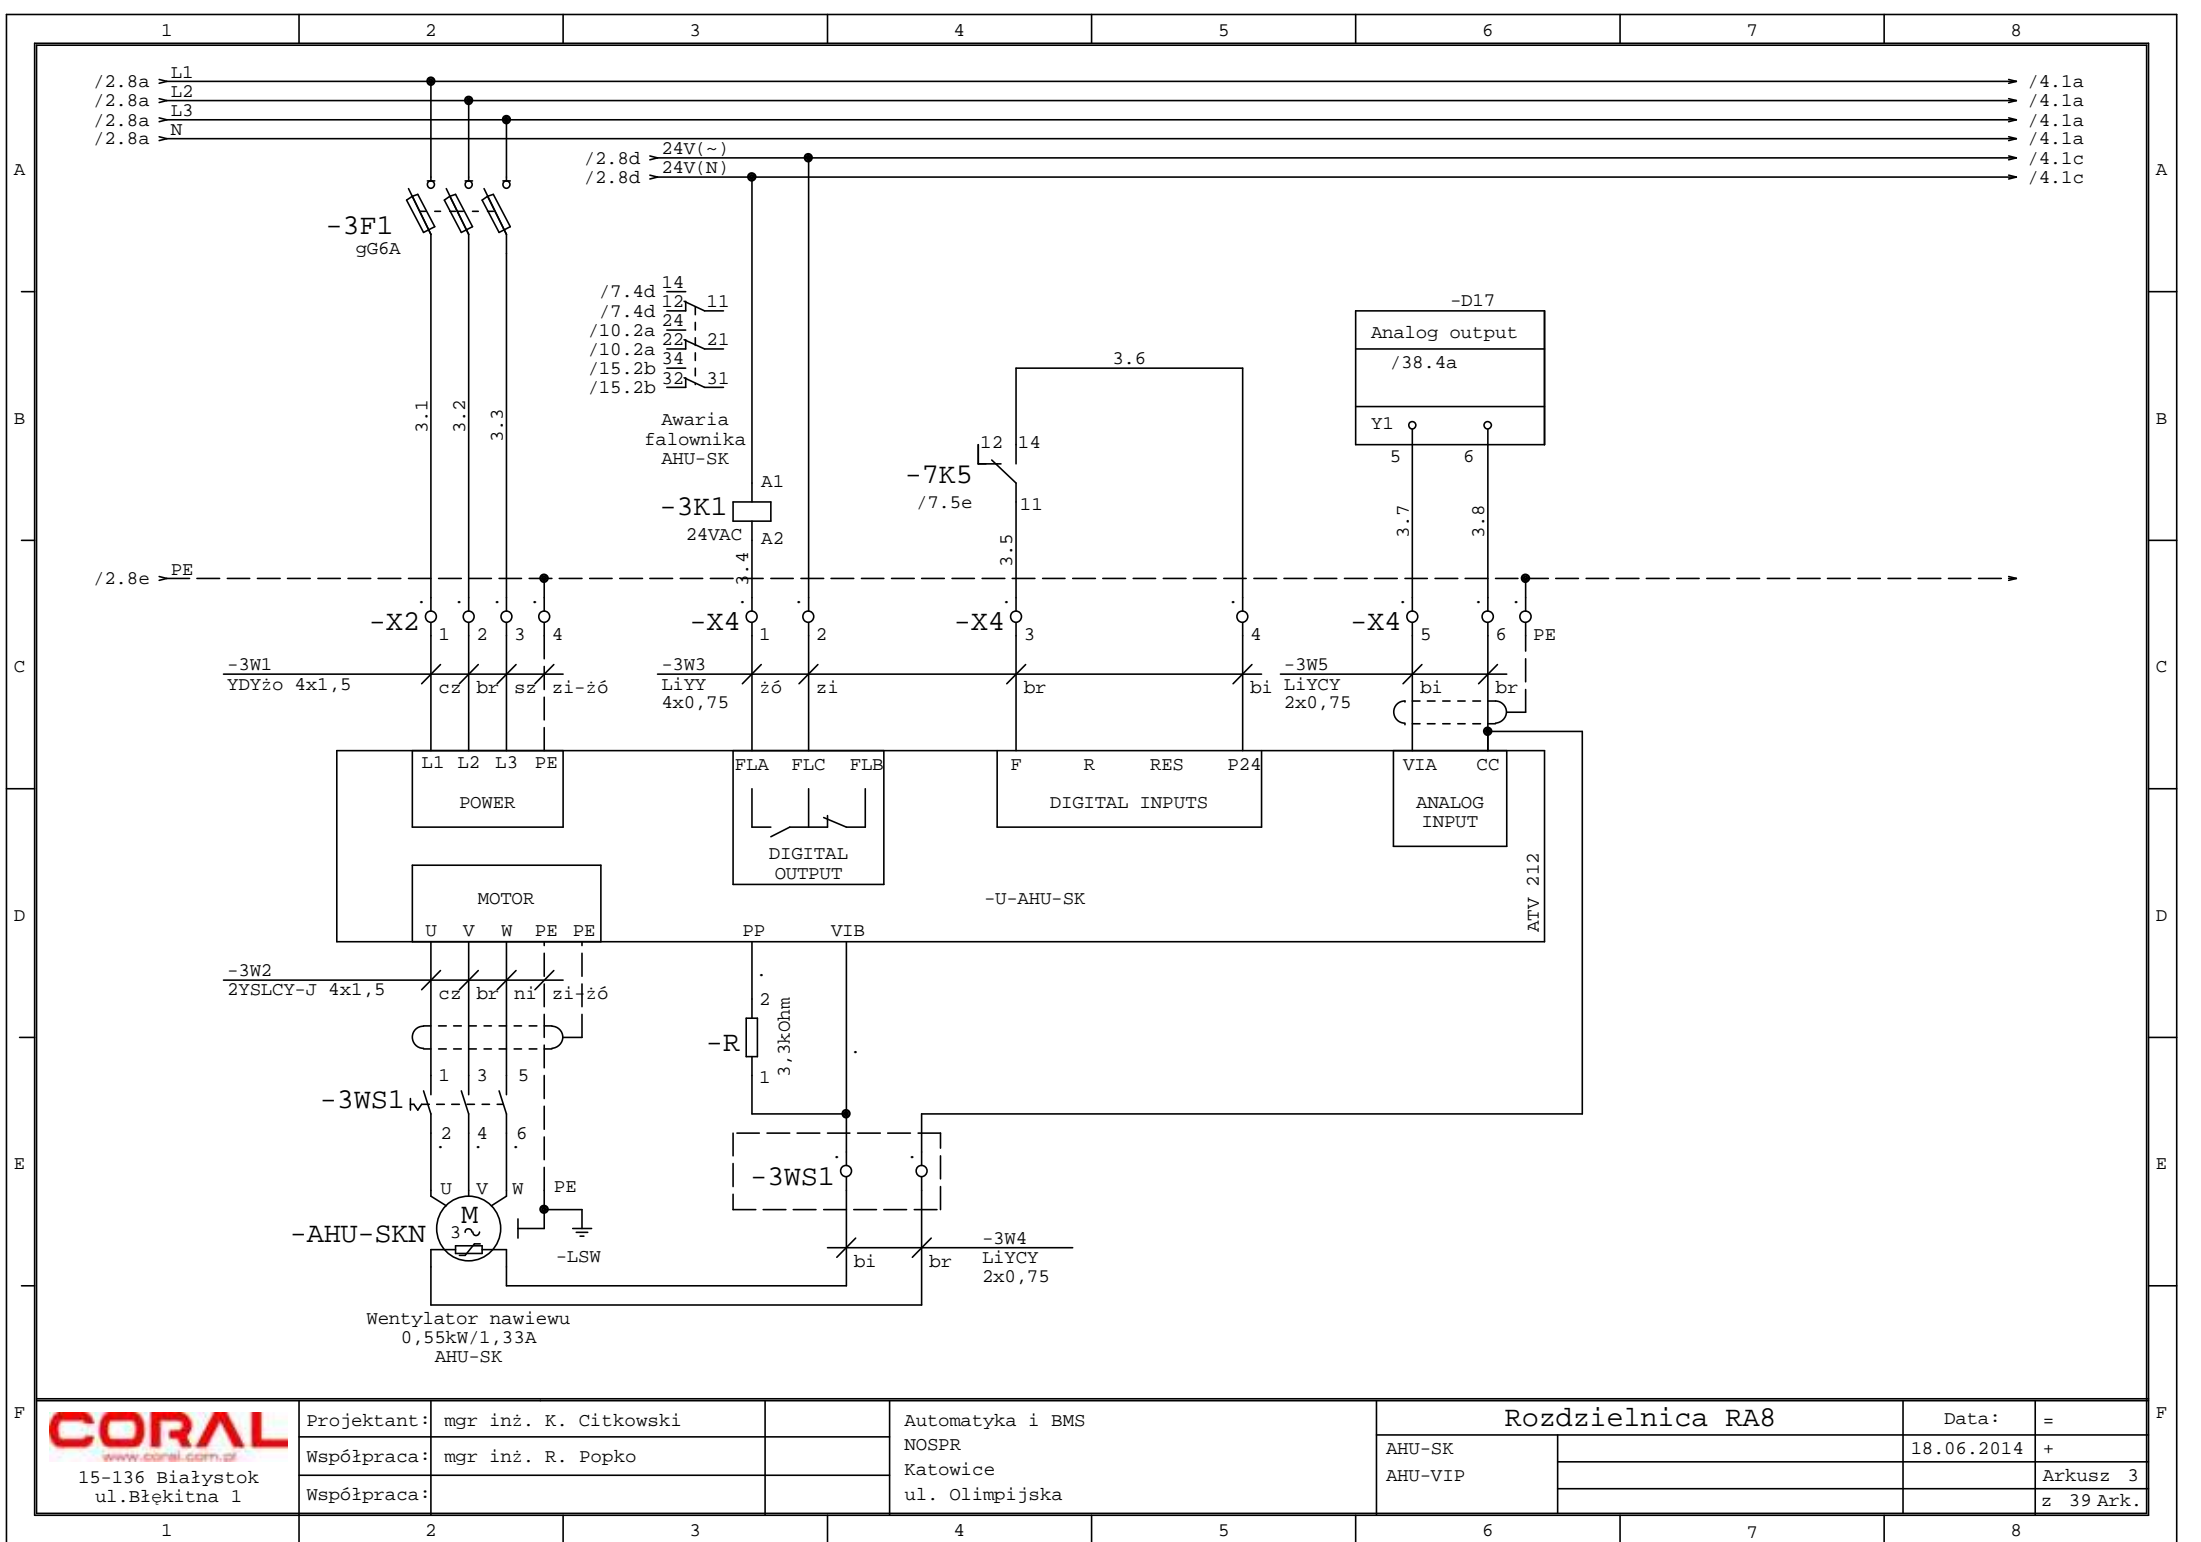 1 2 3 4 5 6 7 8
/2.8a L1 /4.1a
/2.8a L2 /4.1a
/2.8a L3 /4.1a
/2.8a N /4.1a
/2.8d 24V(~) /4.1c
/2.8d 24V(N) /4.1c
A A
-3F1
gG6A
/7.4d 14
/7.4d 12 11
/10.2a 24
/10.2a 22 21
/15.2b 34
/15.2b 32 31
Awaria
falownika
AHU-SK
-D17
Analog output
/38.4a
Y1
5 6
3.6
B B
3.1 3.2 3.3
12 14
-7K5
/7.5e
11
A1
-3K1
24VAC
A2
3.4 3.5 3.7 3.8
/2.8e PE
-X2 1 2 3 4
-X4 1 2
-X4 3 4
-X4 5 6 PE
C C
-3W1
YDYżo 4x1,5
cz br sz zi-żó
-3W3
LiYY
4x0,75
żó zi br bi
-3W5
LiYCY
2x0,75
bi br
L1 L2 L3 PE
POWER
FLA FLC FLB
DIGITAL
OUTPUT
F R RES P24
DIGITAL INPUTS
VIA CC
ANALOG
INPUT
ATV 212
D D
MOTOR
U V W PE PE
-U-AHU-SK
PP VIB
-3W2
2YSLCY-J 4x1,5
cz br ni zi-żó
2
-R
3,3kOhm
1
1 3 5
-3WS1
2 4 6
E E
-3WS1
U V W PE
M
3~
-AHU-SKN
-LSW
bi br
-3W4
LiYCY
2x0,75
Wentylator nawiewu
0,55kW/1,33A
AHU-SK
F F
CORAL
www.coral.com.pl
15-136 Białystok
ul.Błękitna 1
Projektant: mgr inż. K. Citkowski
Współpraca: mgr inż. R. Popko
Współpraca:
Automatyka i BMS
NOSPR
Katowice
ul. Olimpijska
Rozdzielnica RA8
AHU-SK
AHU-VIP
Data:
18.06.2014
=
+
Arkusz 3
z 39 Ark.
1 2 3 4 5 6 7 8